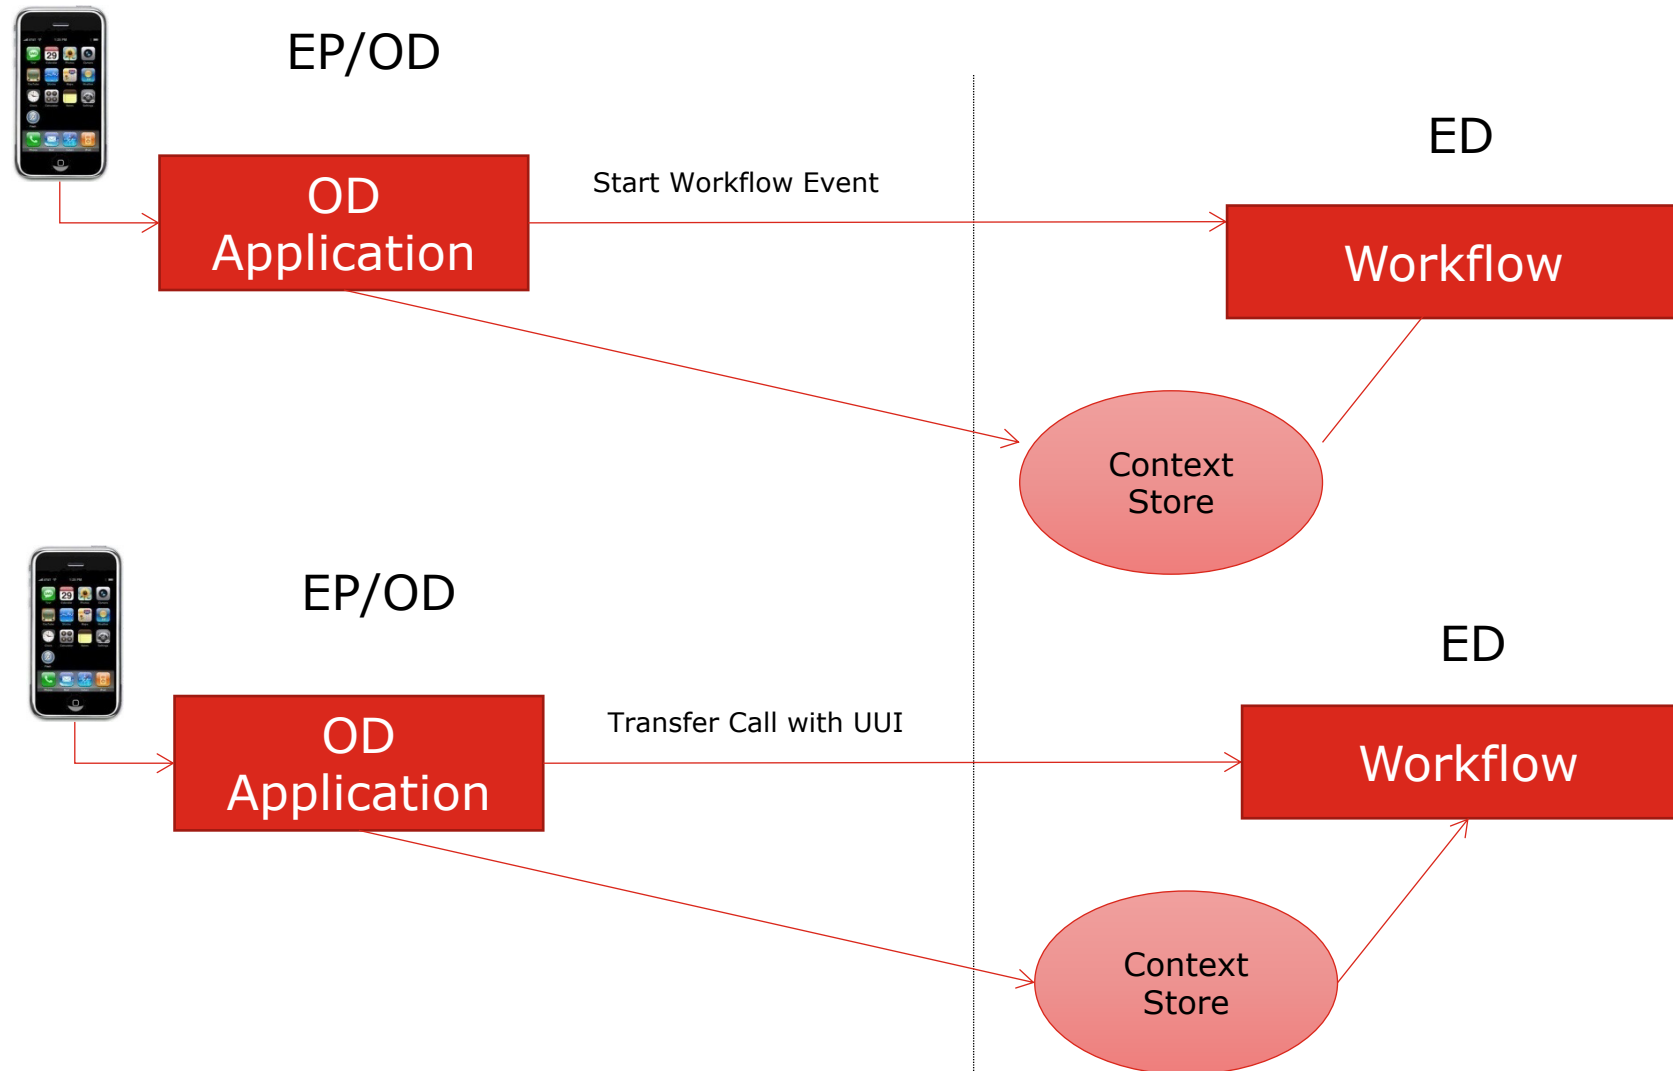 EP/OD
ED
OD
Application
Start Workflow Event
Workflow
Context
Store
EP/OD
ED
OD
Application
Transfer Call with UUI
Workflow
Context
Store